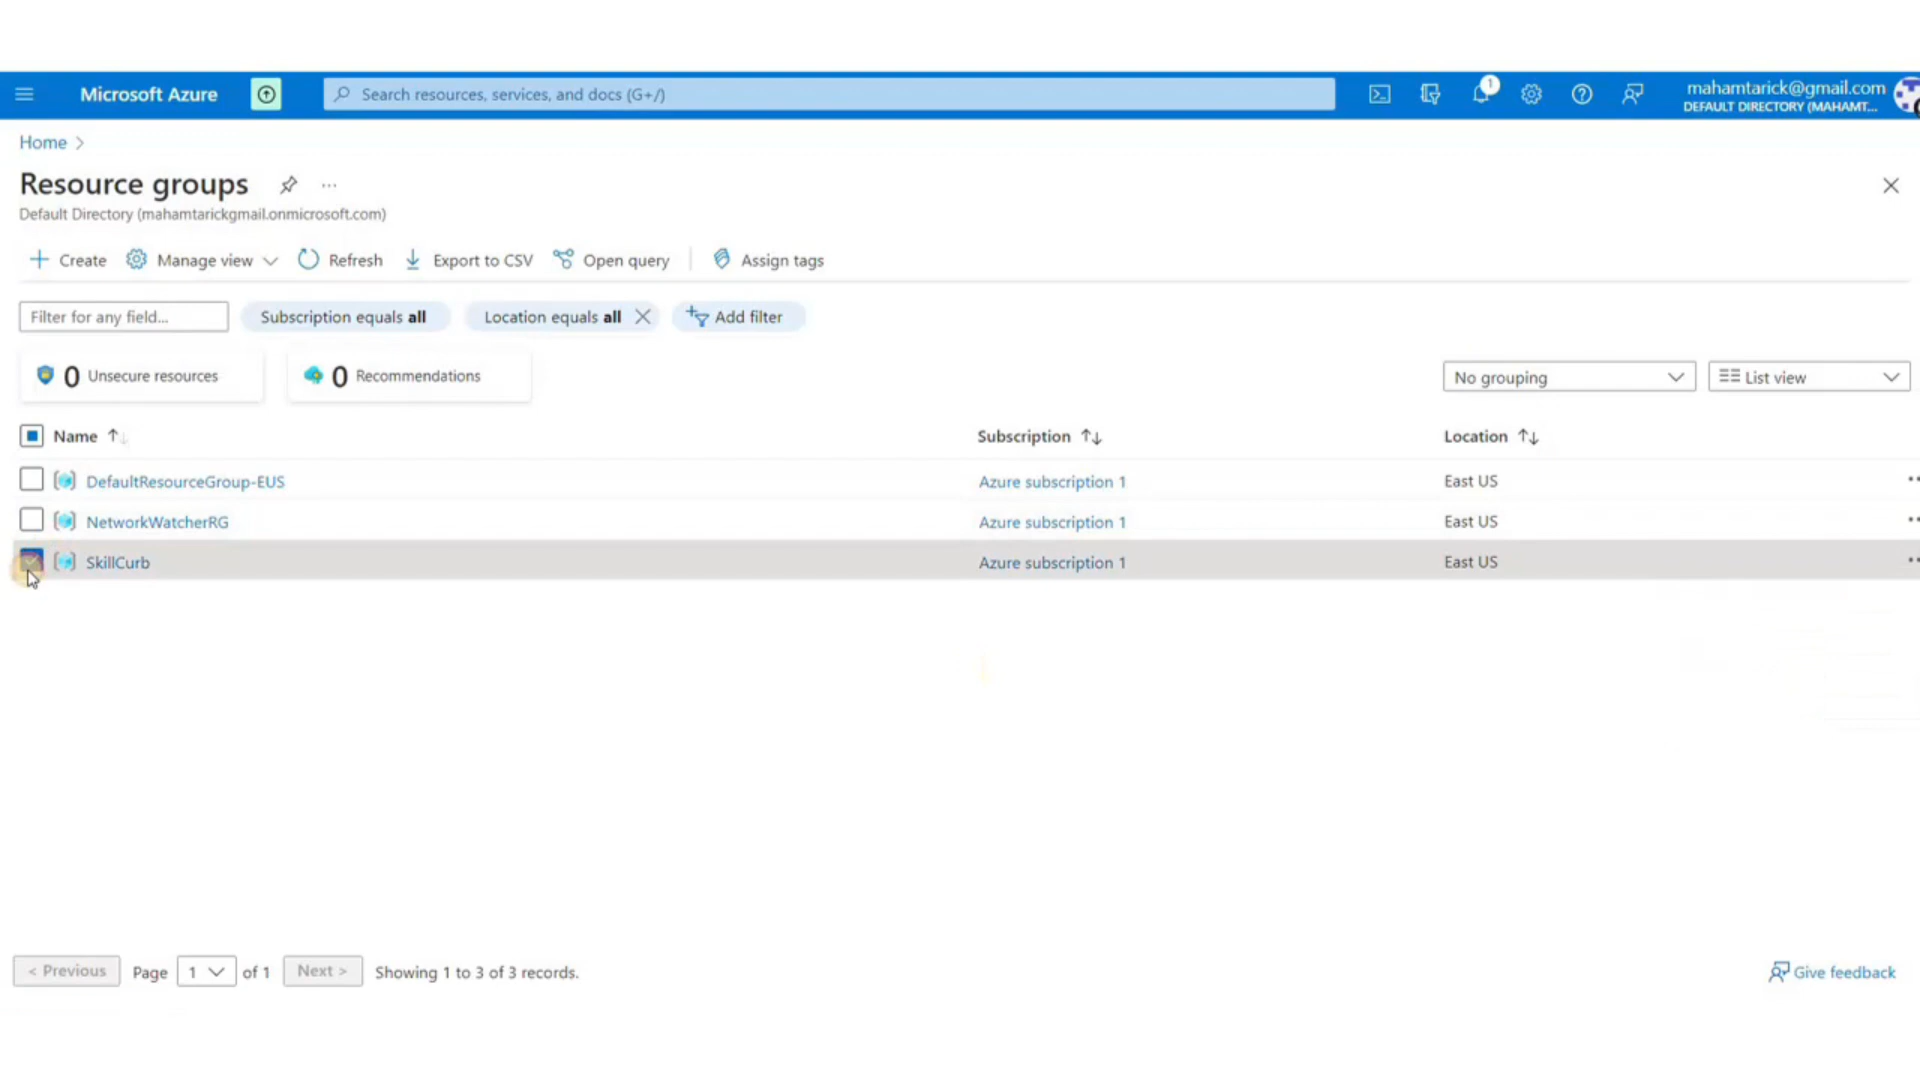 Microsoft Azure
Search resources, services, and docs (G+/)
1
mahamtarick@gmail.com
DEFAULT DIRECTORY (MAHAMT...
Home
Resource groups
...
Default Directory (mahamtarickgmail.onmicrosoft.com)
Create
Manage view
Refresh
Export to CSV
Open query
Assign tags
Filter for any field...
Subscription equals all
Location equals all
Add filter
0 Unsecure resources
0 Recommendations
No grouping
List view
Name
Subscription
Location
DefaultResourceGroup-EUS
Azure subscription 1
East US
NetworkWatcherRG
Azure subscription 1
East US
SkillCurb
Azure subscription 1
East US
< Previous
Page
1
of 1
Next >
Showing 1 to 3 of 3 records.
Give feedback